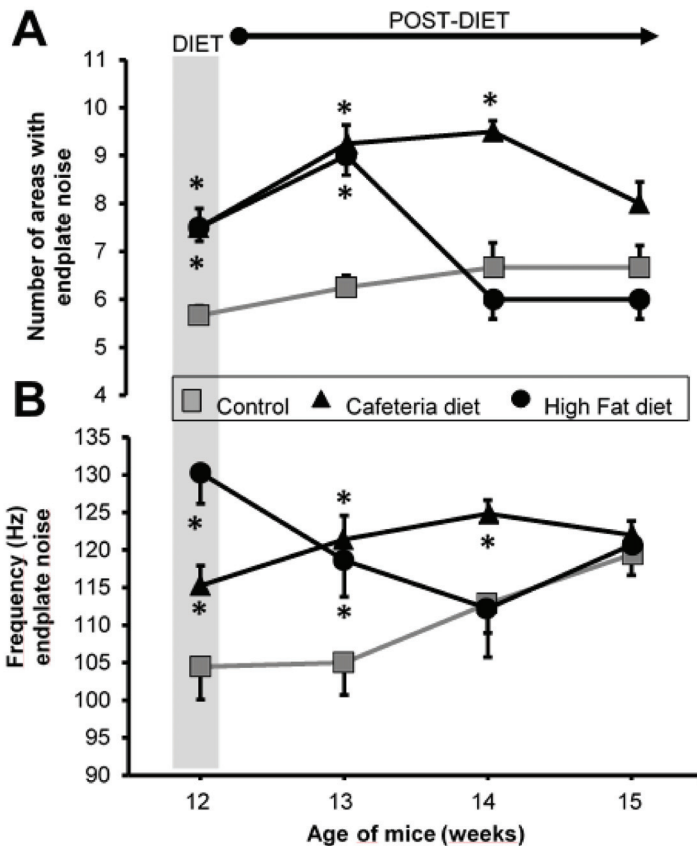 A
DIET
POST-DIET
Number of areas with
endplate noise
11
10
9
8
7
6
5
4
*
*
*
*
*
Control
Cafeteria diet
High Fat diet
B
Frequency (Hz)
endplate noise
135
130
125
120
115
110
105
100
95
90
*
*
*
*
*
12
13
14
15
Age of mice (weeks)